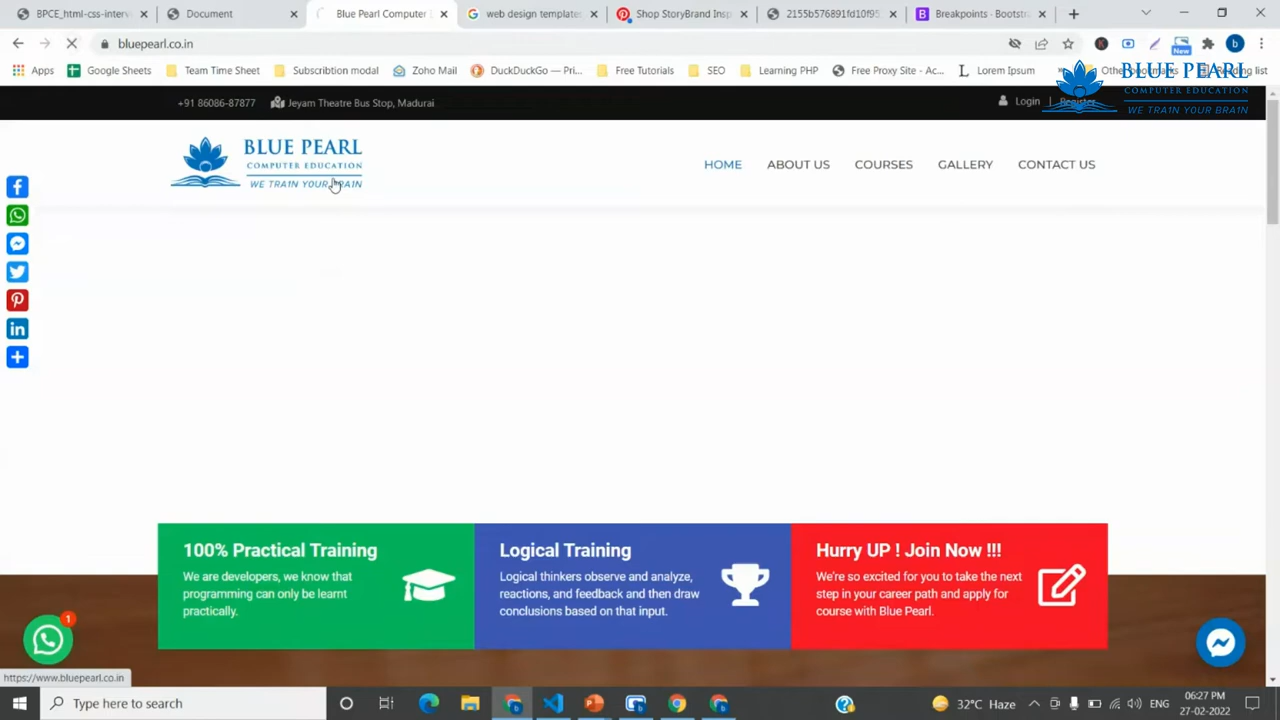 BPCE_html-css-interv
Document
Blue Pearl Computer
web design template
Shop StoryBrand Insp
2155b576891fd10f95
Breakpoints · Bootstr
bluepearl.co.in
New
Apps
Google Sheets
Team Time Sheet
Subscribtion modal
Zoho Mail
DuckDuckGo — Pri...
Free Tutorials
SEO
Learning PHP
Free Proxy Site - Ac...
Lorem Ipsum
BLUE PEARL
COMPUTER EDUCATION
WE TRAIN YOUR BRAIN
+91 86086-87877
Jeyam Theatre Bus Stop, Madurai
Login | Register
BLUE PEARL
COMPUTER EDUCATION
WE TRAIN YOUR BRAIN
HOME
ABOUT US
COURSES
GALLERY
CONTACT US
100% Practical Training
We are developers, we know that
programming can only be learnt
practically.
Logical Training
Logical thinkers observe and analyze,
reactions, and feedback and then draw
conclusions based on that input.
Hurry UP ! Join Now !!!
We're so excited for you to take the next
step in your career path and apply for
course with Blue Pearl.
1
https://www.bluepearl.co.in
Type here to search
32°C Haze
ENG
06:27 PM
27-02-2022